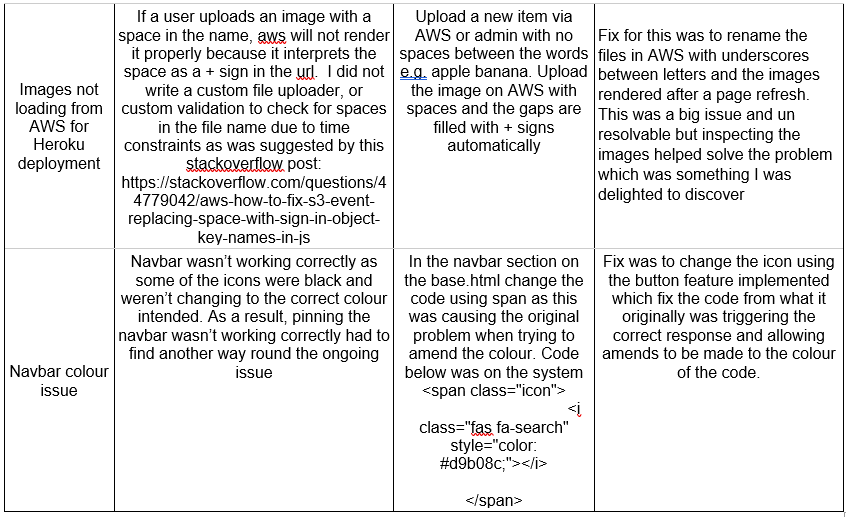 Images not
loading from
AWS for
Heroku
deployment
If a user uploads an image with a
space in the name, aws will not render
it properly because it interprets the
space as a + sign in the url.  I did not
write a custom file uploader, or
custom validation to check for spaces
in the file name due to time
constraints as was suggested by this
stackoverflow post:
https://stackoverflow.com/questions/4
4779042/aws-how-to-fix-s3-event-
replacing-space-with-sign-in-object-
key-names-in-js
Upload a new item via
AWS or admin with no
spaces between the words
e.g. apple banana. Upload
the image on AWS with
spaces and the gaps are
filled with + signs
automatically
Fix for this was to rename the
files in AWS with underscores
between letters and the images
rendered after a page refresh.
This was a big issue and un
resolvable but inspecting the
images helped solve the problem
which was something I was
delighted to discover
Navbar colour
issue
Navbar wasn’t working correctly as
some of the icons were black and
weren’t changing to the correct colour
intended. As a result, pinning the
navbar wasn’t working correctly had to
find another way round the ongoing
issue
In the navbar section on
the base.html change the
code using span as this
was causing the original
problem when trying to
amend the colour. Code
below was on the system
<span class="icon">
<i
class="fas fa-search"
style="color:
#d9b08c;"></i>
</span>
Fix was to change the icon using
the button feature implemented
which fix the code from what it
originally was triggering the
correct response and allowing
amends to be made to the colour
of the code.